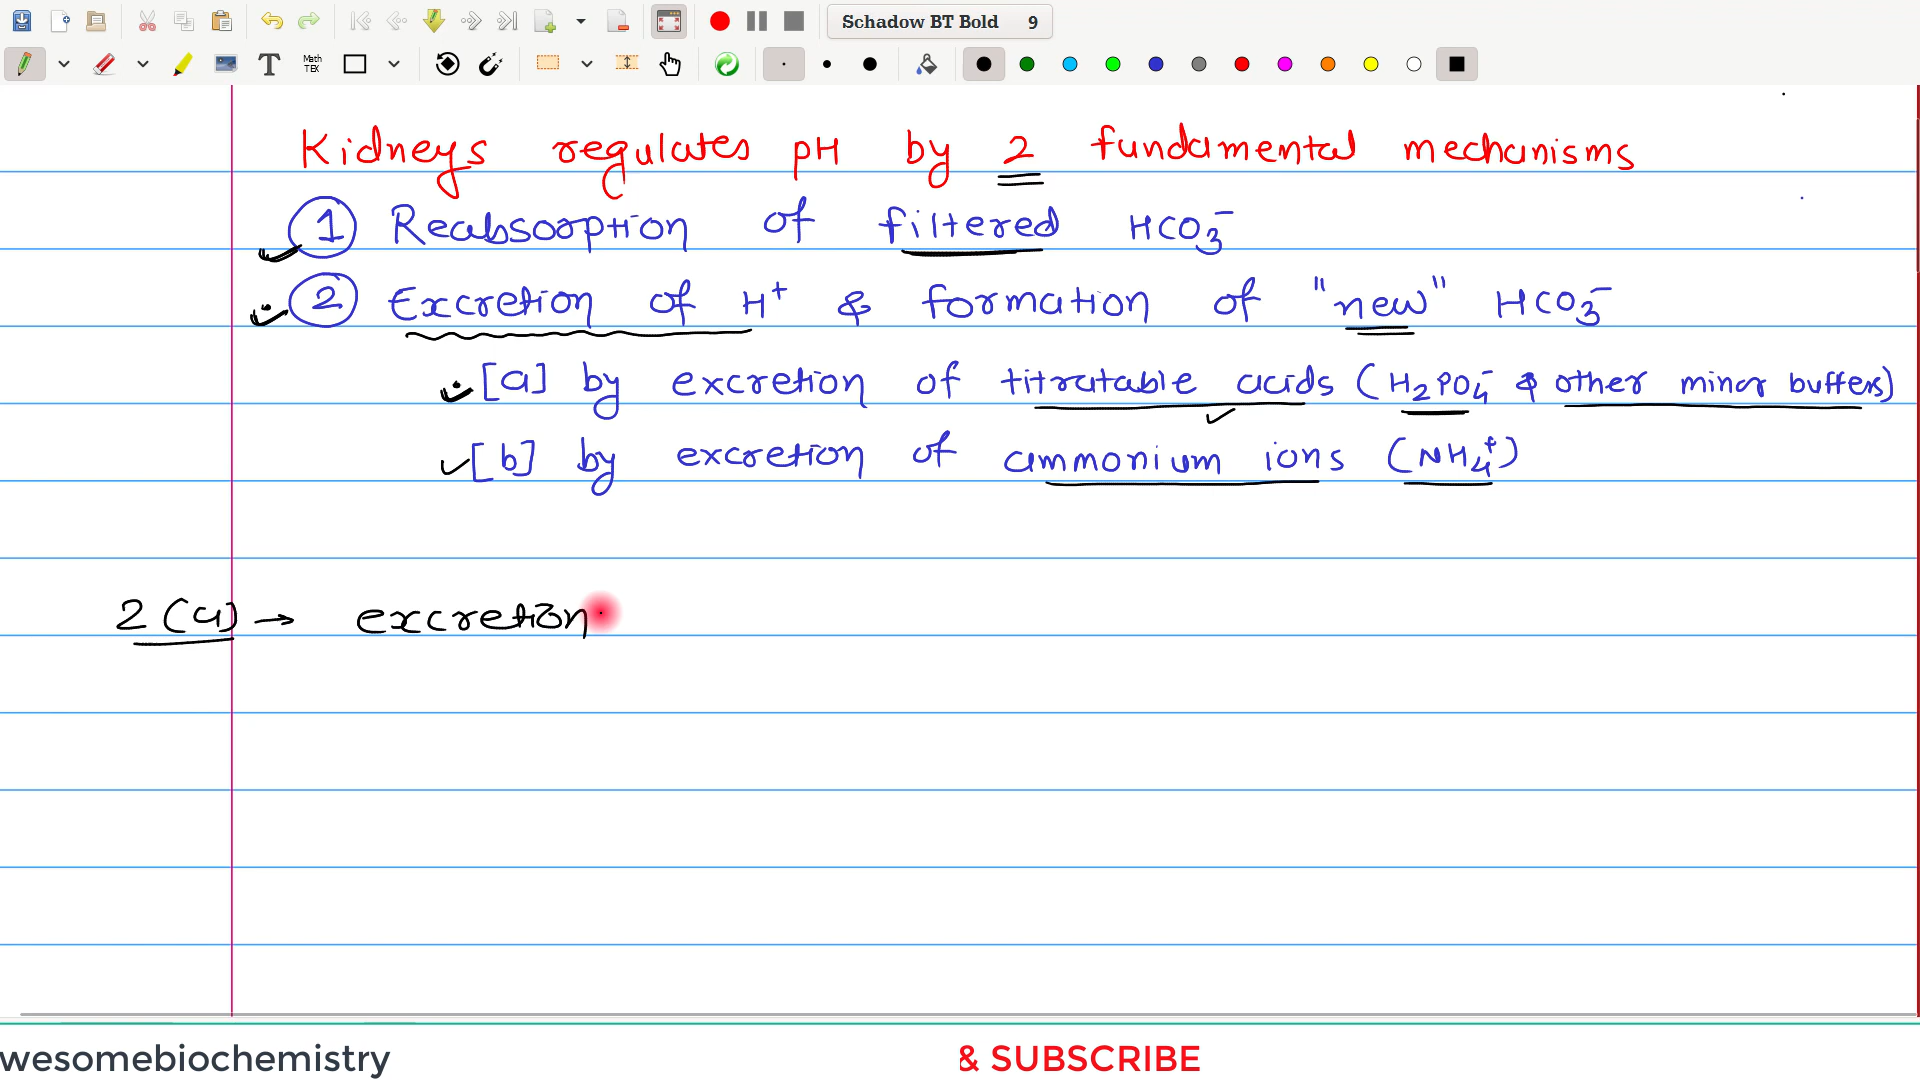 Schadow BT Bold 9
T Math TEX
Kidneys regulates pH by 2 fundamental mechanisms
1 Reabsorption of filtered HCO3⁻
2 Excretion of H⁺ & formation of "new" HCO3⁻
[a] by excretion of titratable acids (H2PO4⁻ & other minor buffers)
[b] by excretion of ammonium ions (NH4⁺)
2 (a) → excretion
wesomebiochemistry
& SUBSCRIBE